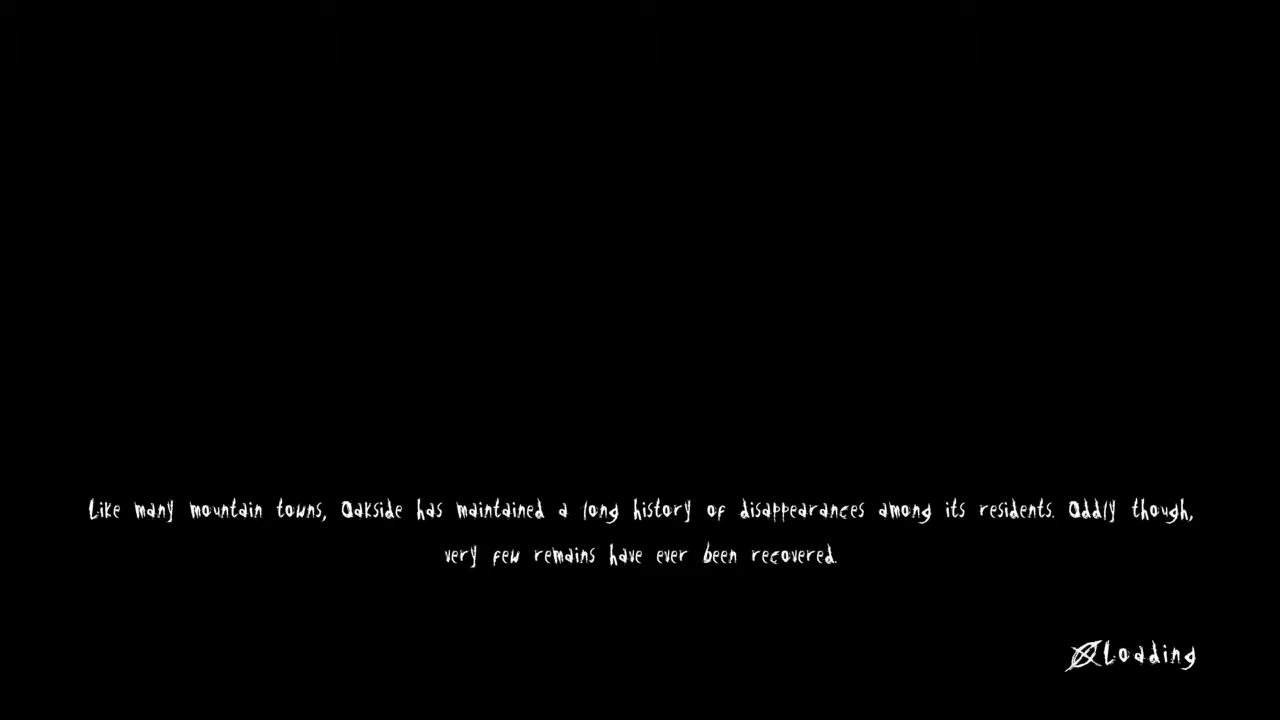 Like many mountain towns, Oakside has maintained a long history of disappearances among its residents. Oddly though,
very few remains have ever been recovered.
Loading